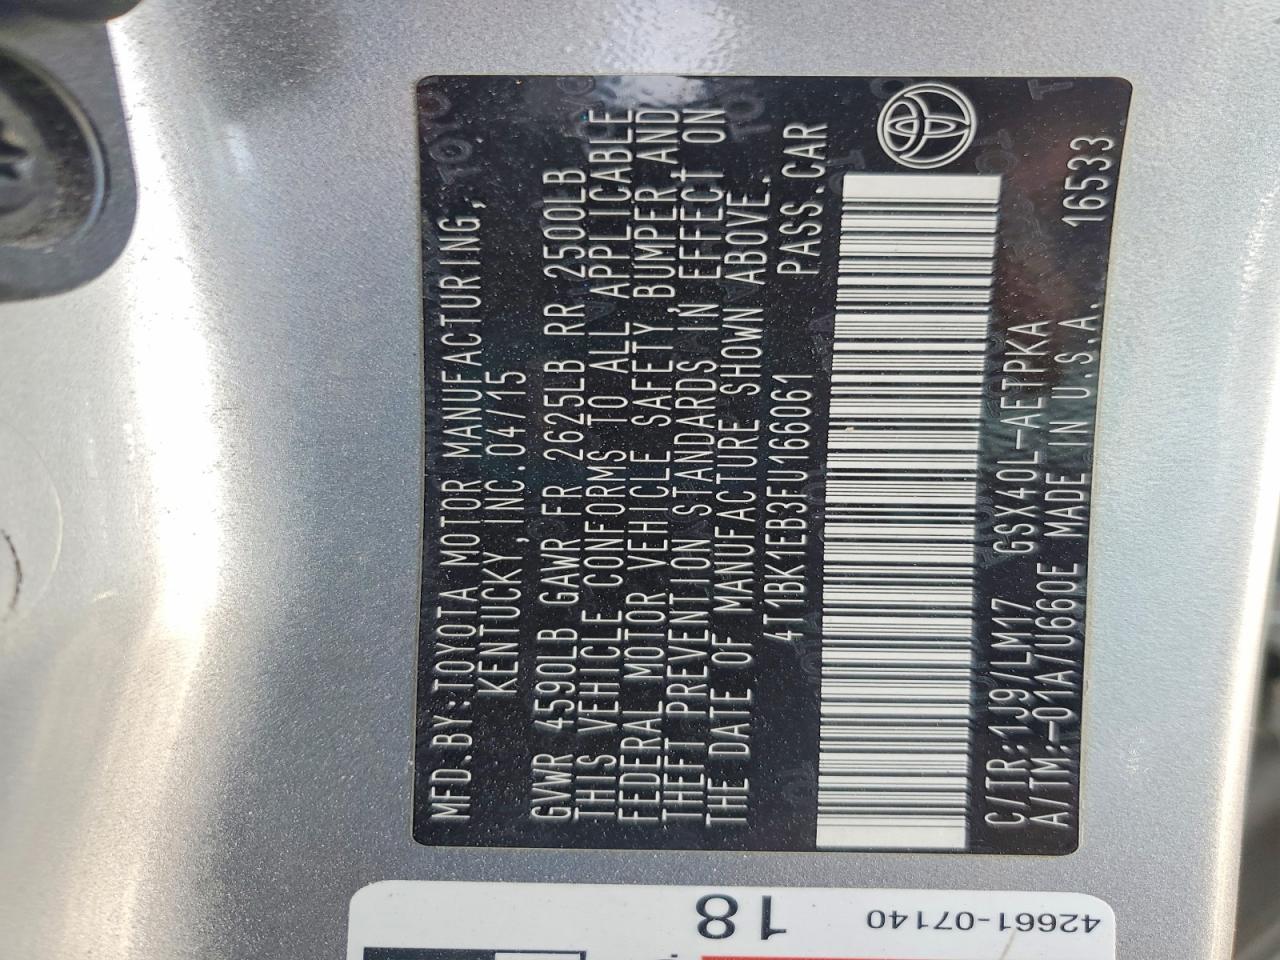 MFD.BY:TOYOTA MOTOR MANUFACTURING,
KENTUCKY,INC.04/15
GVWR 4590LB GAWR FR 2625LB RR 2500LB
THIS VEHICLE CONFORMS TO ALL APPLICABLE
FEDERAL MOTOR VEHICLE SAFETY,BUMPER AND
THEFT PREVENTION STANDARDS IN EFFECT ON
THE DATE OF MANUFACTURE SHOWN ABOVE.
4T1BK1EB3FU166061 PASS.CAR
C/TR:1J9/LM17 GSX40L-AETPKA
A/TM:-01A/U660E MADE IN U.S.A. 16533
42661-07140 18